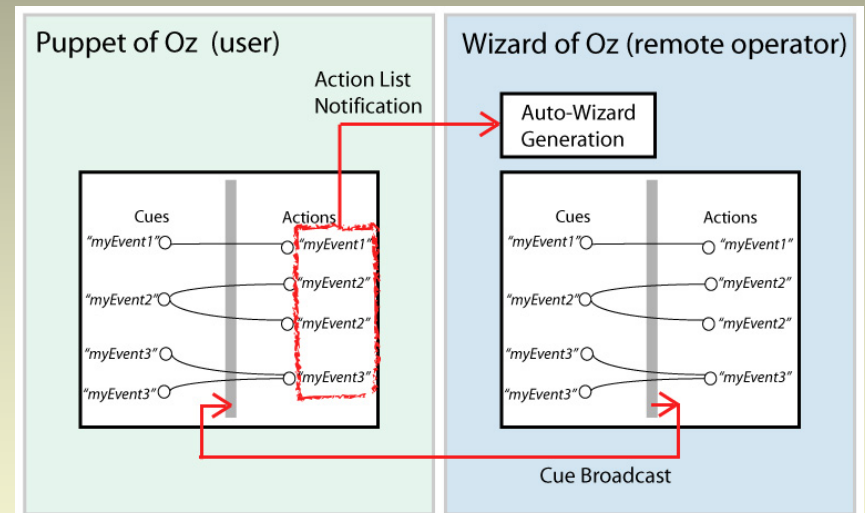 Puppet of Oz (user)
Action List
Notification
Cues
Actions
"myEvent1"
"myEvent1"
"myEvent2"
"myEvent2"
"myEvent2"
"myEvent3"
"myEvent3"
"myEvent3"
Wizard of Oz (remote operator)
Auto-Wizard
Generation
Cues
Actions
"myEvent1"
"myEvent1"
"myEvent2"
"myEvent2"
"myEvent2"
"myEvent3"
"myEvent3"
"myEvent3"
Cue Broadcast